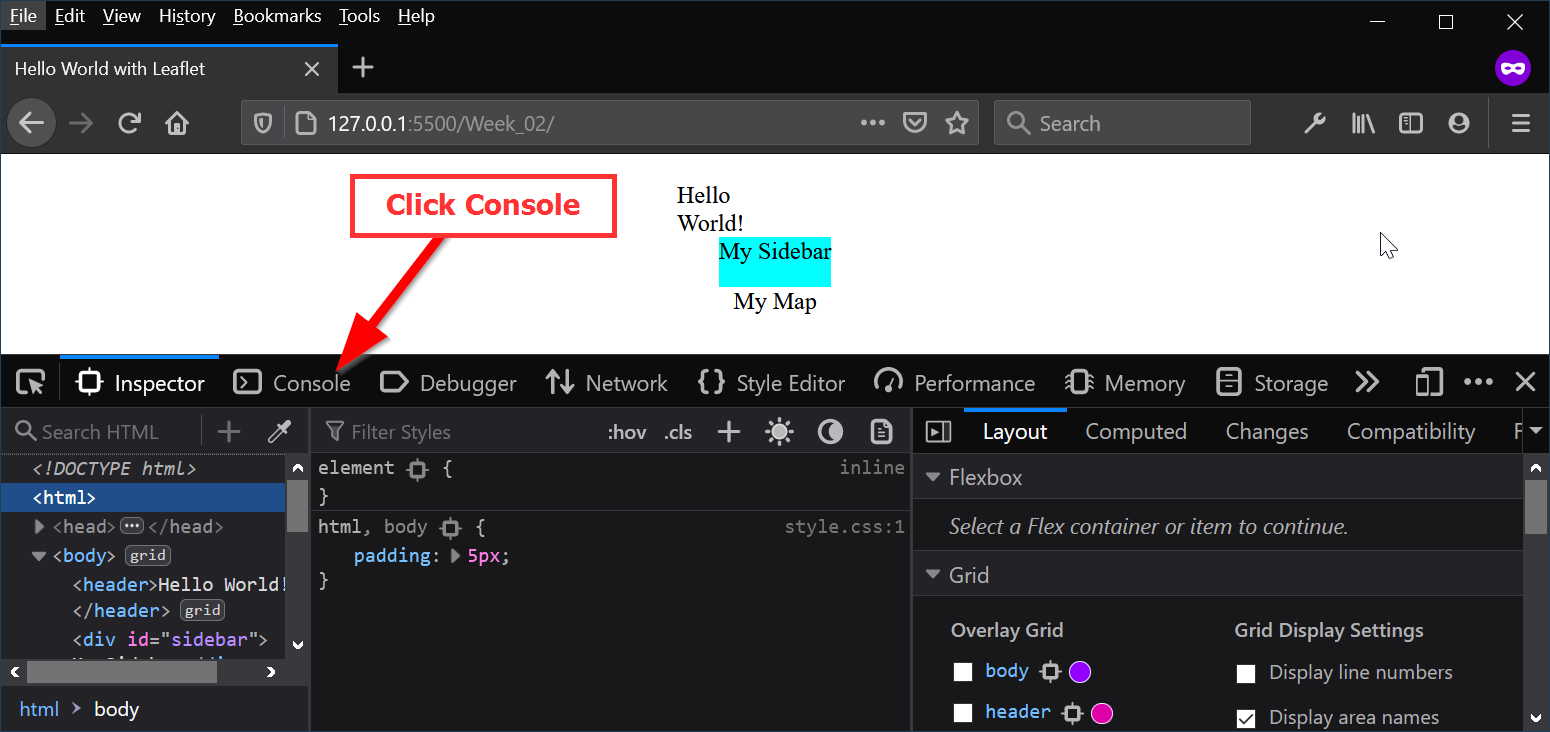 File Edit View History Bookmarks Tools Help
Hello World with Leaflet
127.0.0.1:5500/Week_02/
Search
Click Console
Hello
World!
My Sidebar
My Map
Inspector Console Debugger Network Style Editor Performance Memory Storage
Search HTML
Filter Styles
:hov .cls
Layout Computed Changes Compatibility F
<!DOCTYPE html>
<html>
<head> ••• </head>
<body> grid
<header>Hello World!
</header> grid
<div id="sidebar">
html > body
element { inline
}
html, body { style.css:1
padding: 5px;
}
Flexbox
Select a Flex container or item to continue.
Grid
Overlay Grid
body
header
Grid Display Settings
Display line numbers
Display area names